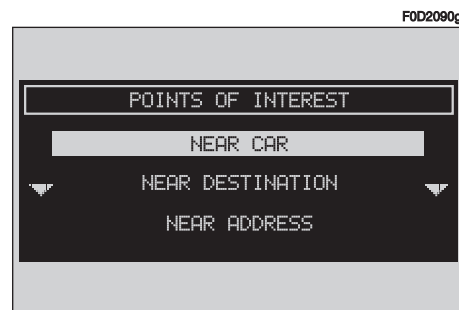 F0D2090g
POINTS OF INTEREST
NEAR CAR
NEAR DESTINATION
NEAR ADDRESS